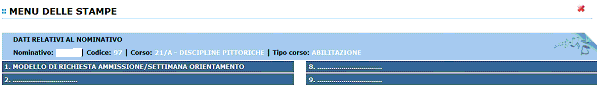 MENU DELLE STAMPE
DATI RELATIVI AL NOMINATIVO
Nominativo: | Codice: 97 | Corso: 21/A - DISCIPLINE PITTORICHE | Tipo corso: ABILITAZIONE
1. MODELLO DI RICHIESTA AMMISSIONE/SETTIMANA ORIENTAMENTO
8. ..............................
2. ..............................
9. ..............................